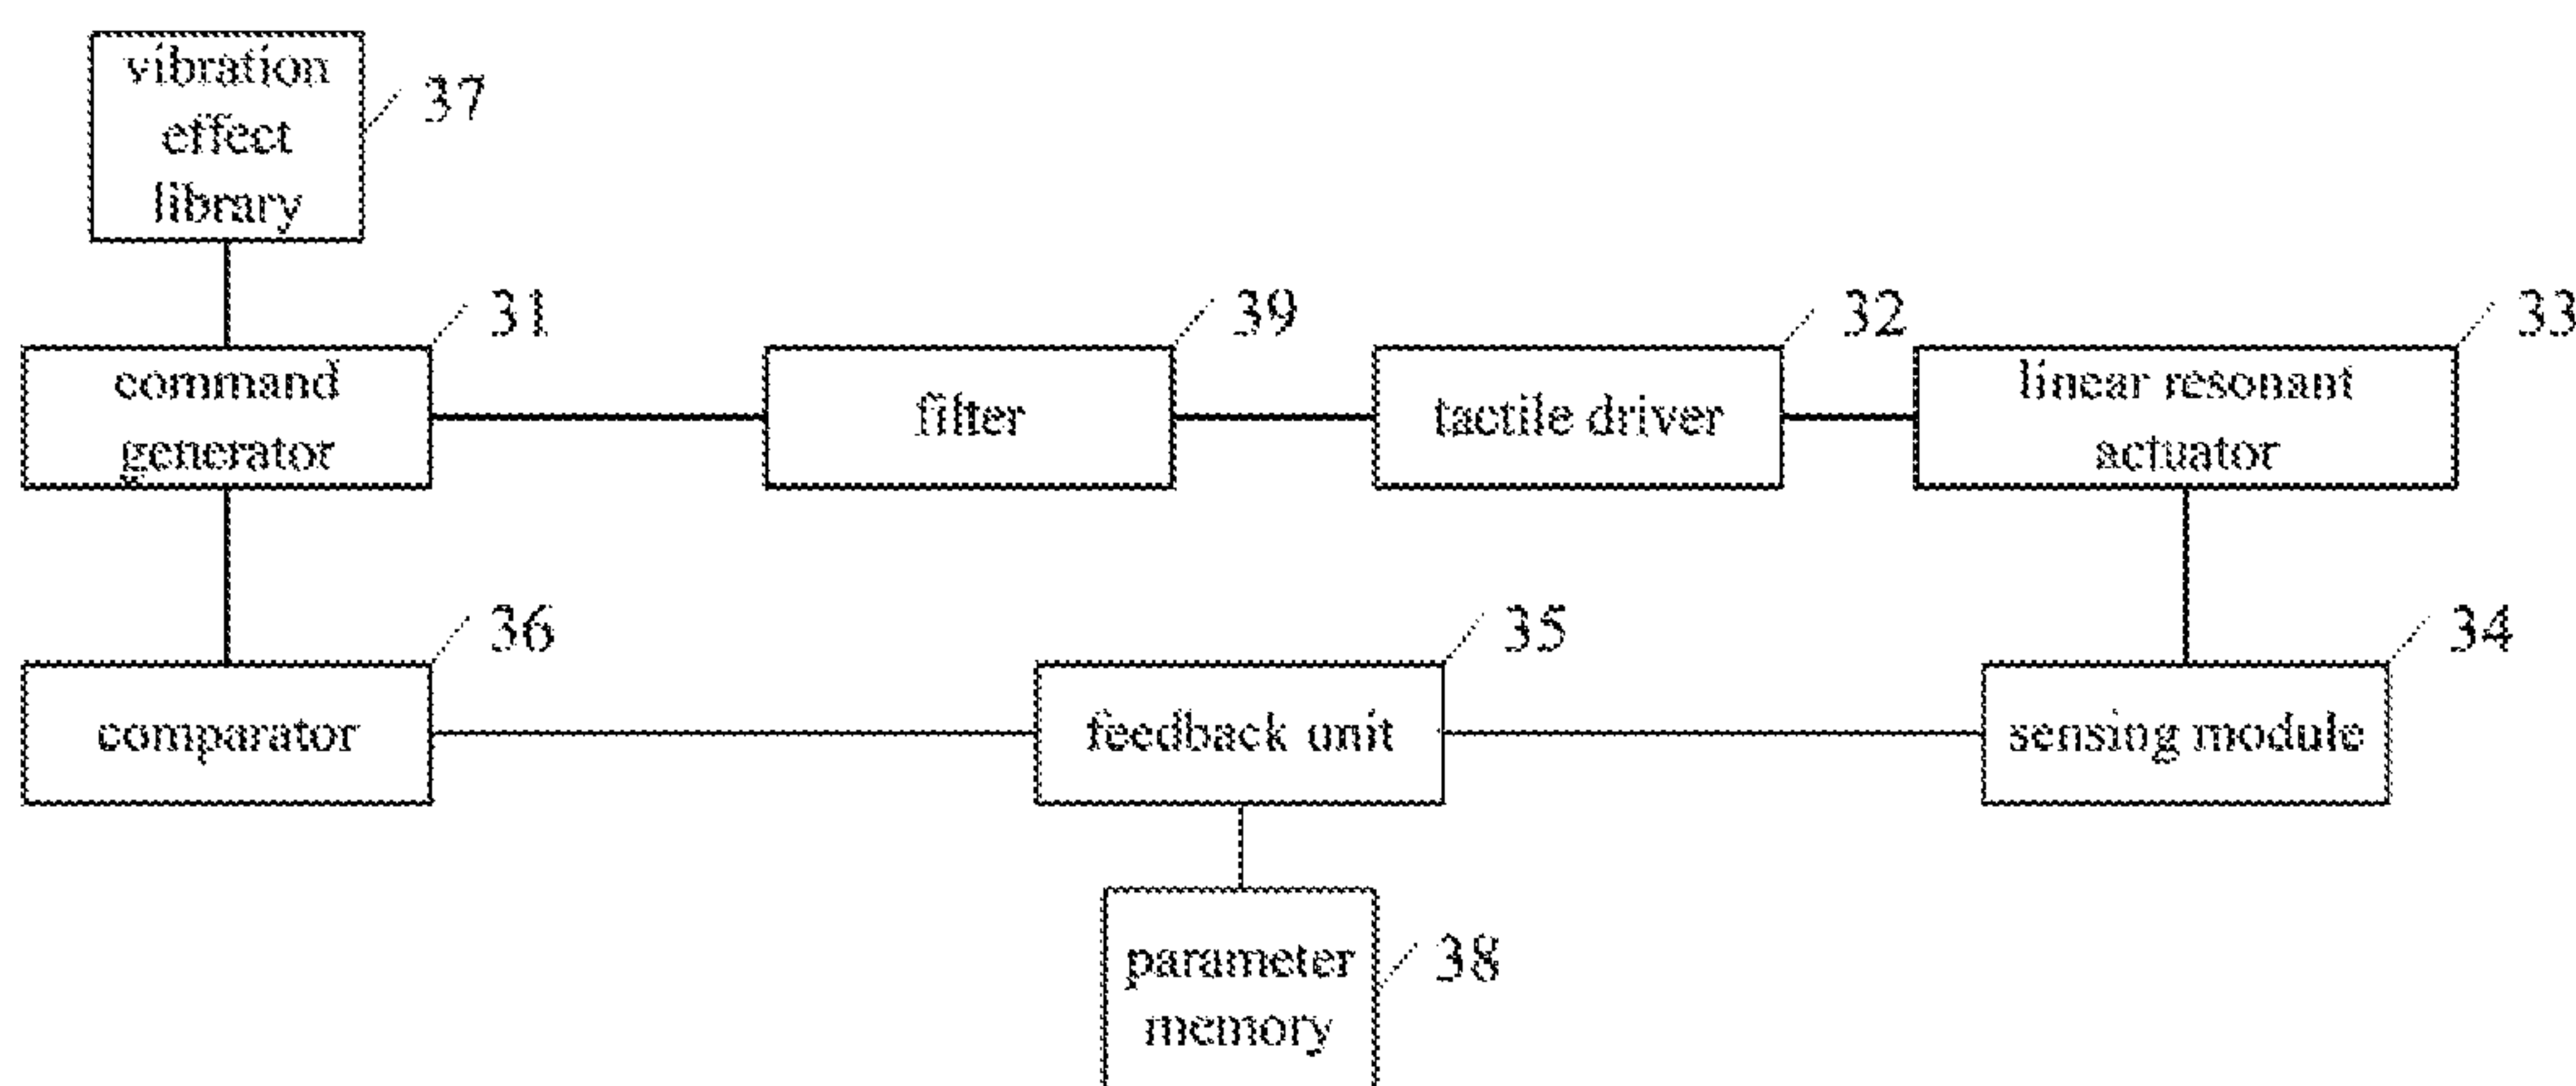 vibration
effect
library
37
31
39
32
33
command
generator
filter
tactile driver
linear resonant
actuator
36
35
34
comparator
feedback unit
sensing module
parameter
memory
38